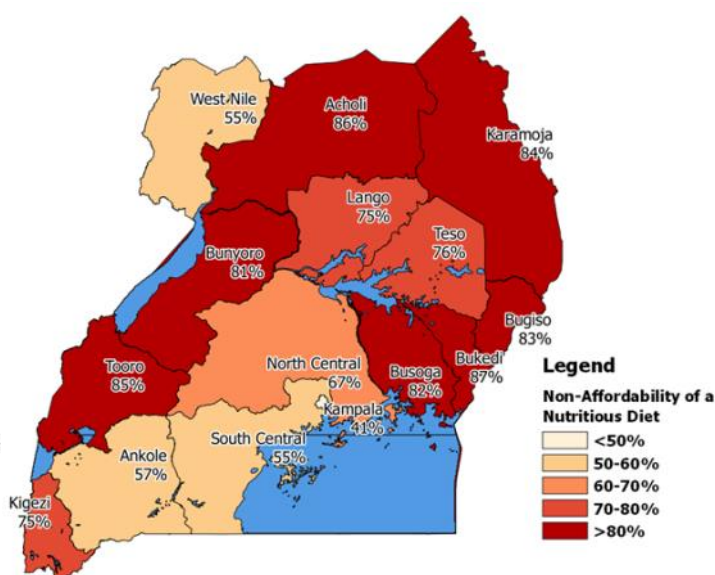 West Nile
55%
Acholi
86%
Karamoja
84%
Lango
75%
Teso
76%
Bunyoro
81%
Bugiso
83%
Tooro
85%
North Central
67%
Busoga
82%
Bukedi
87%
Kampala
41%
South Central
55%
Ankole
57%
Kigezi
75%
Legend
Non-Affordability of a
Nutritious Diet
<50%
50-60%
60-70%
70-80%
>80%